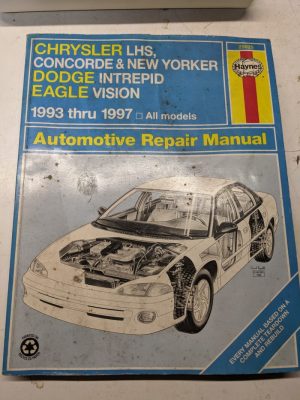 CHRYSLER LHS,
CONCORDE & NEW YORKER
DODGE INTREPID
EAGLE VISION
1993 thru 1997 □ All models
Haynes
Automotive Repair Manual
EVERY MANUAL BASED ON A
COMPLETE TEARDOWN
AND REBUILD